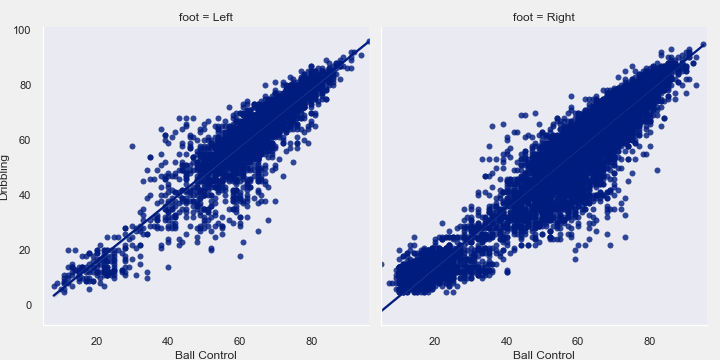 foot = Left
foot = Right
100
80
60
40
20
0
Dribbling
20 40 60 80
20 40 60 80
Ball Control
Ball Control